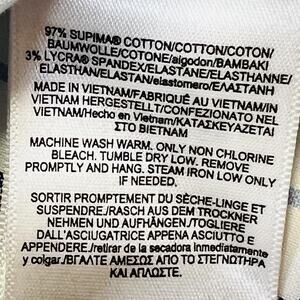 97% SUPIMA® COTTON/COTTON/COTON/
BAUMWOLLE/COTONE/algodon/BAMBAKI
3% LYCRA® SPANDEX/ELASTANE/ELASTHANNE/
ELASTHAN/ELASTAN/elastomero/ΕΛΑΣΤΑΝΗ
MADE IN VIETNAM/FABRIQUÉ AU VIETNAM/IN
VIETNAM HERGESTELLT/CONFEZIONATO NEL
VIETNAM/Hecho en Vietnam/ΚΑΤΑΣΚΕΥΑΖΕΤΑΙ
ΣΤΟ ΒΙΕΤΝΑΜ
MACHINE WASH WARM. ONLY NON CHLORINE
BLEACH. TUMBLE DRY LOW. REMOVE
PROMPTLY AND HANG. STEAM IRON LOW ONLY
IF NEEDED.
SORTIR PROMPTEMENT DU SÈCHE-LINGE ET
SUSPENDRE./RASCH AUS DEM TROCKNER
NEHMEN UND AUFHÄNGEN./TOGLIERE
DALL'ASCIUGATRICE APPENA ASCIUTTO E
APPENDERE./retirar de la secadora inmediatamente
y colgar./ΒΓΑΛΤΕ ΑΜΕΣΩΣ ΑΠΟ ΤΟ ΣΤΕΓΝΩΤΗΡΑ
ΚΑΙ ΑΠΛΩΣΤΕ.